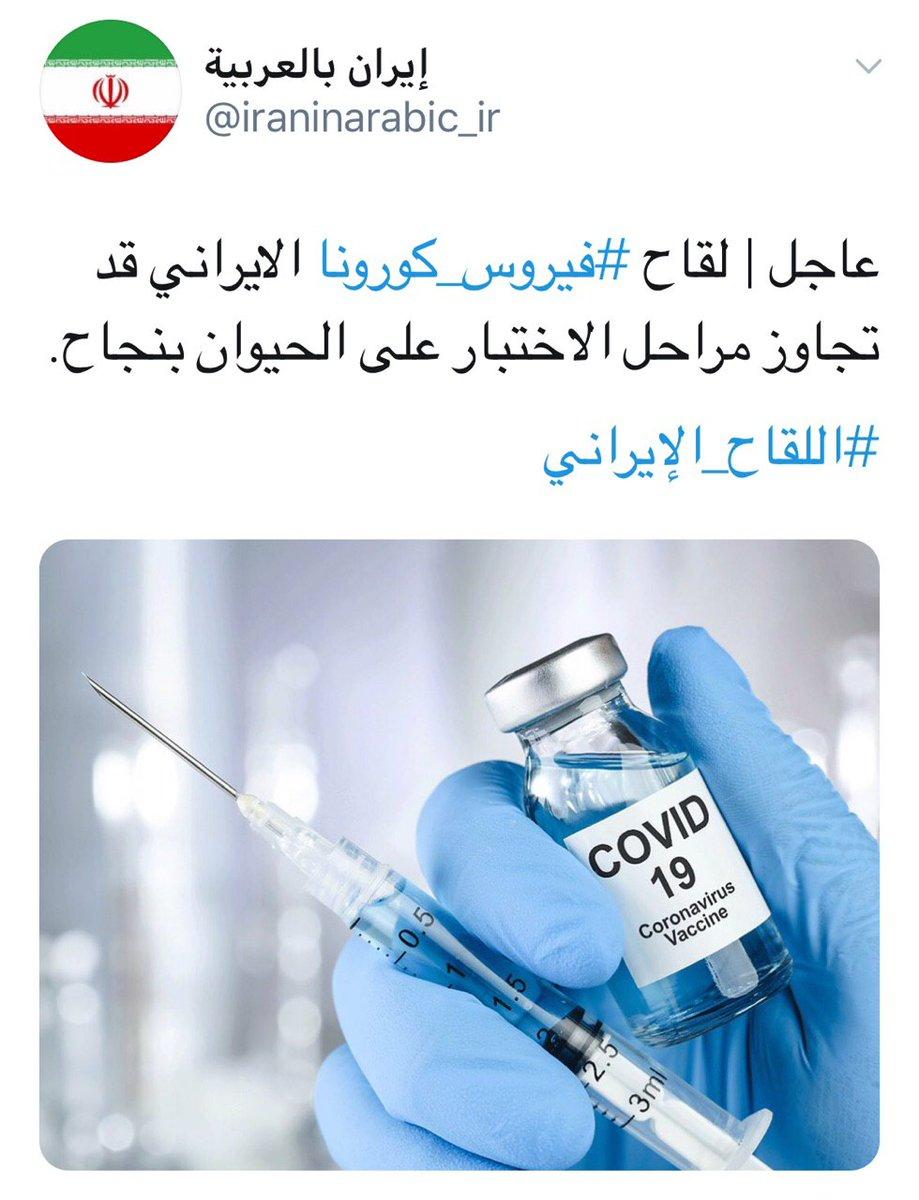 إيران بالعربية
@iraninarabic_ir
عاجل | لقاح #فيروس_كورونا الايراني قد
تجاوز مراحل الاختبار على الحيوان بنجاح.
#اللقاح_الإيراني
COVID
19
Coronavirus
Vaccine
0.5
1
1.5
2
2.5
3ml